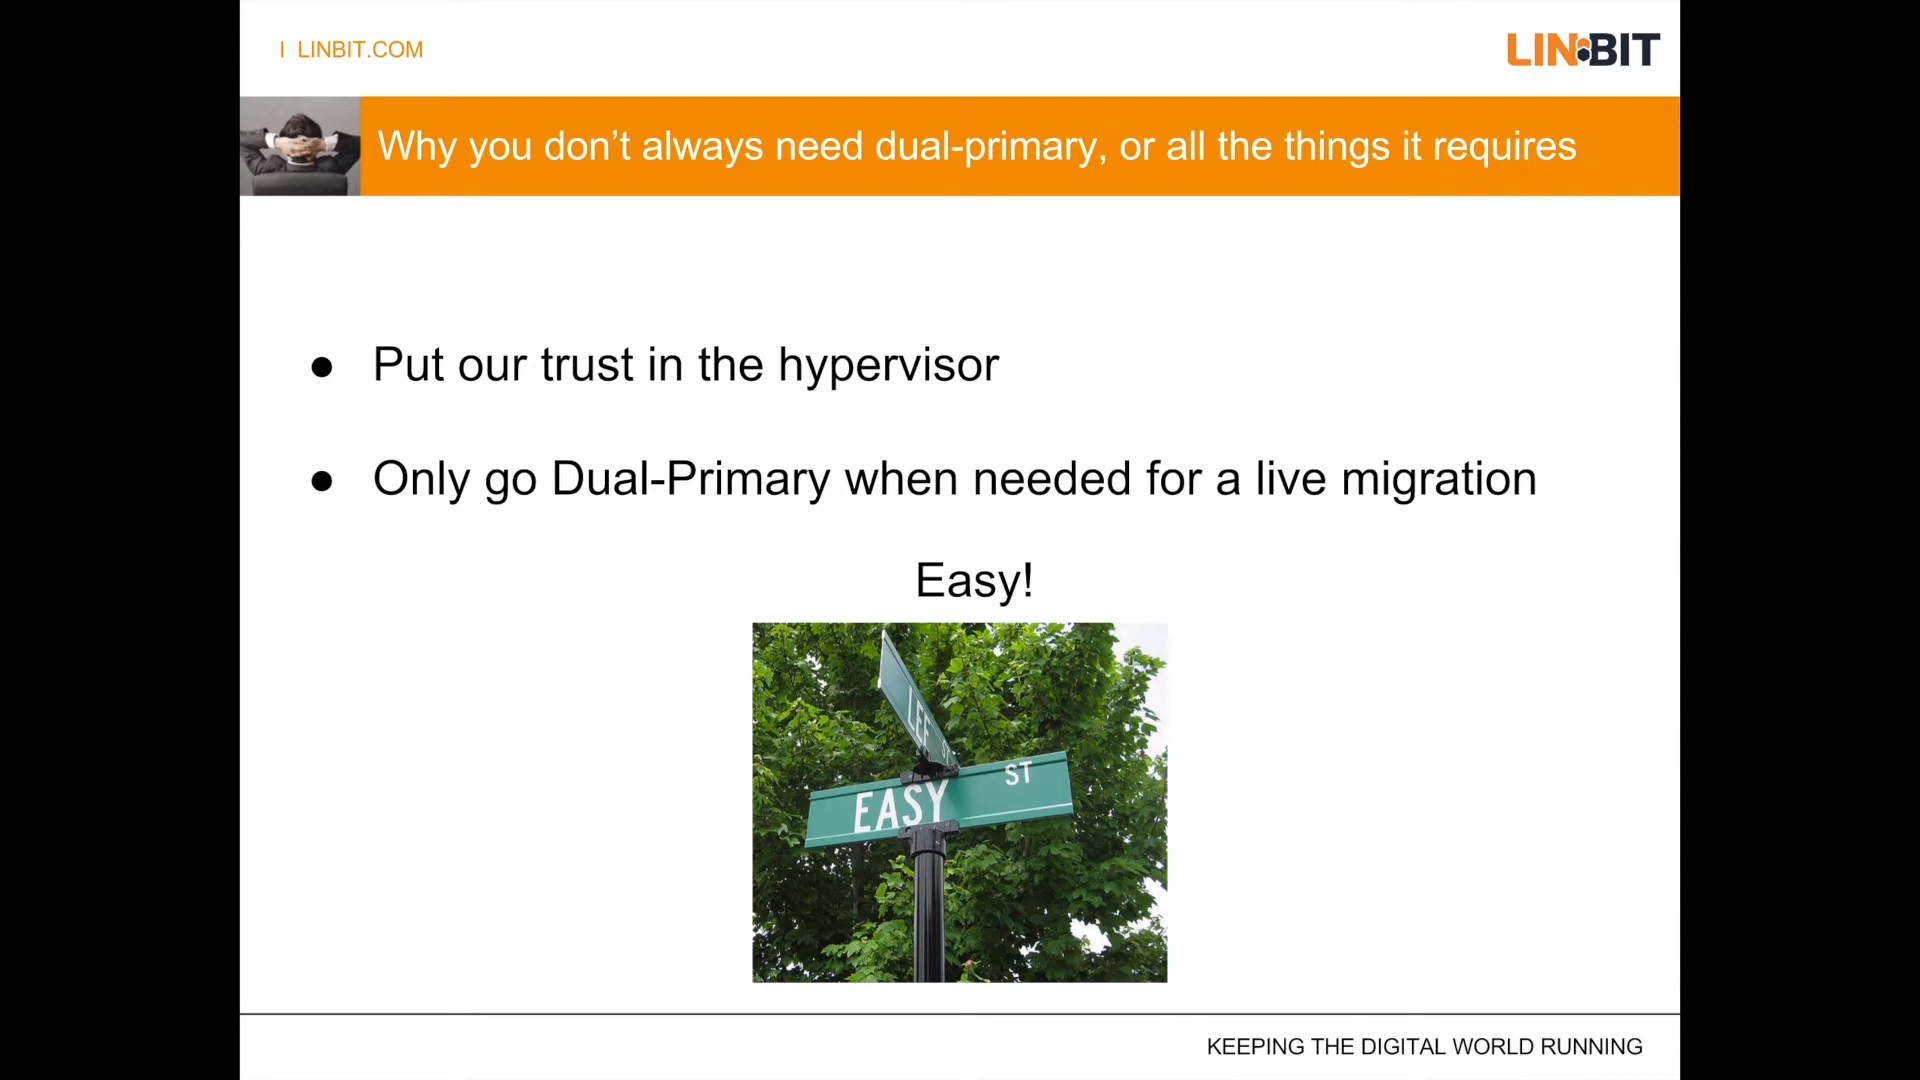 I LINBIT.COM
LINBIT
Why you don’t always need dual-primary, or all the things it requires
● Put our trust in the hypervisor
● Only go Dual-Primary when needed for a live migration
Easy!
LEE ST
EASY ST
KEEPING THE DIGITAL WORLD RUNNING